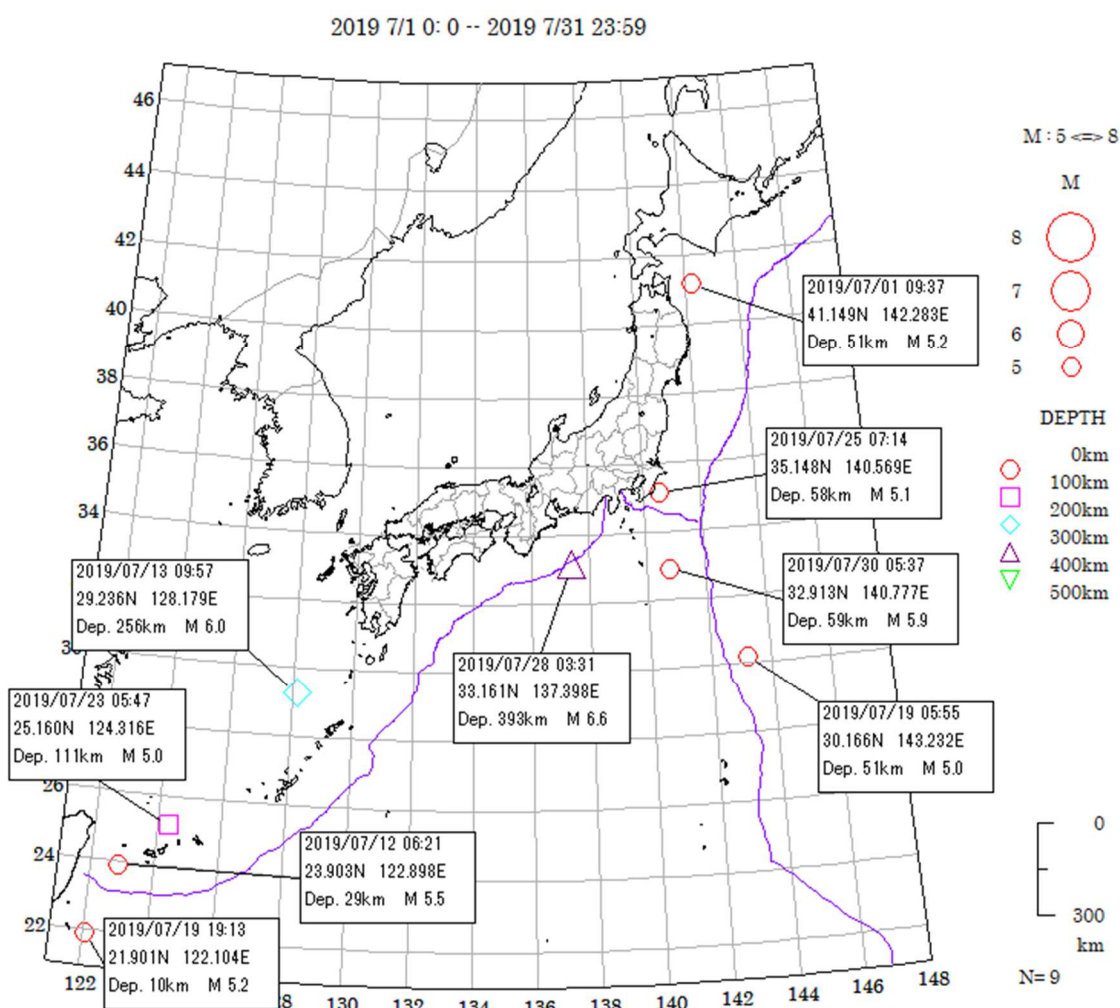 2019 7/1 0: 0 -- 2019 7/31 23:59
46
44
42
40
38
36
34
30
26
24
22
122
28
130
132
134
136
138
140
142
144
146
148
2019/07/01 09:37
41.149N 142.283E
Dep. 51km M 5.2
2019/07/25 07:14
35.148N 140.569E
Dep. 58km M 5.1
2019/07/30 05:37
32.913N 140.777E
Dep. 59km M 5.9
2019/07/13 09:57
29.236N 128.179E
Dep. 256km M 6.0
2019/07/28 03:31
33.161N 137.398E
Dep. 393km M 6.6
2019/07/23 05:47
25.160N 124.316E
Dep. 111km M 5.0
2019/07/19 05:55
30.166N 143.232E
Dep. 51km M 5.0
2019/07/12 06:21
23.903N 122.898E
Dep. 29km M 5.5
2019/07/19 19:13
21.901N 122.104E
Dep. 10km M 5.2
M : 5 <=> 8
M
8
7
6
5
DEPTH
0km
100km
200km
300km
400km
500km
0
300
km
N= 9